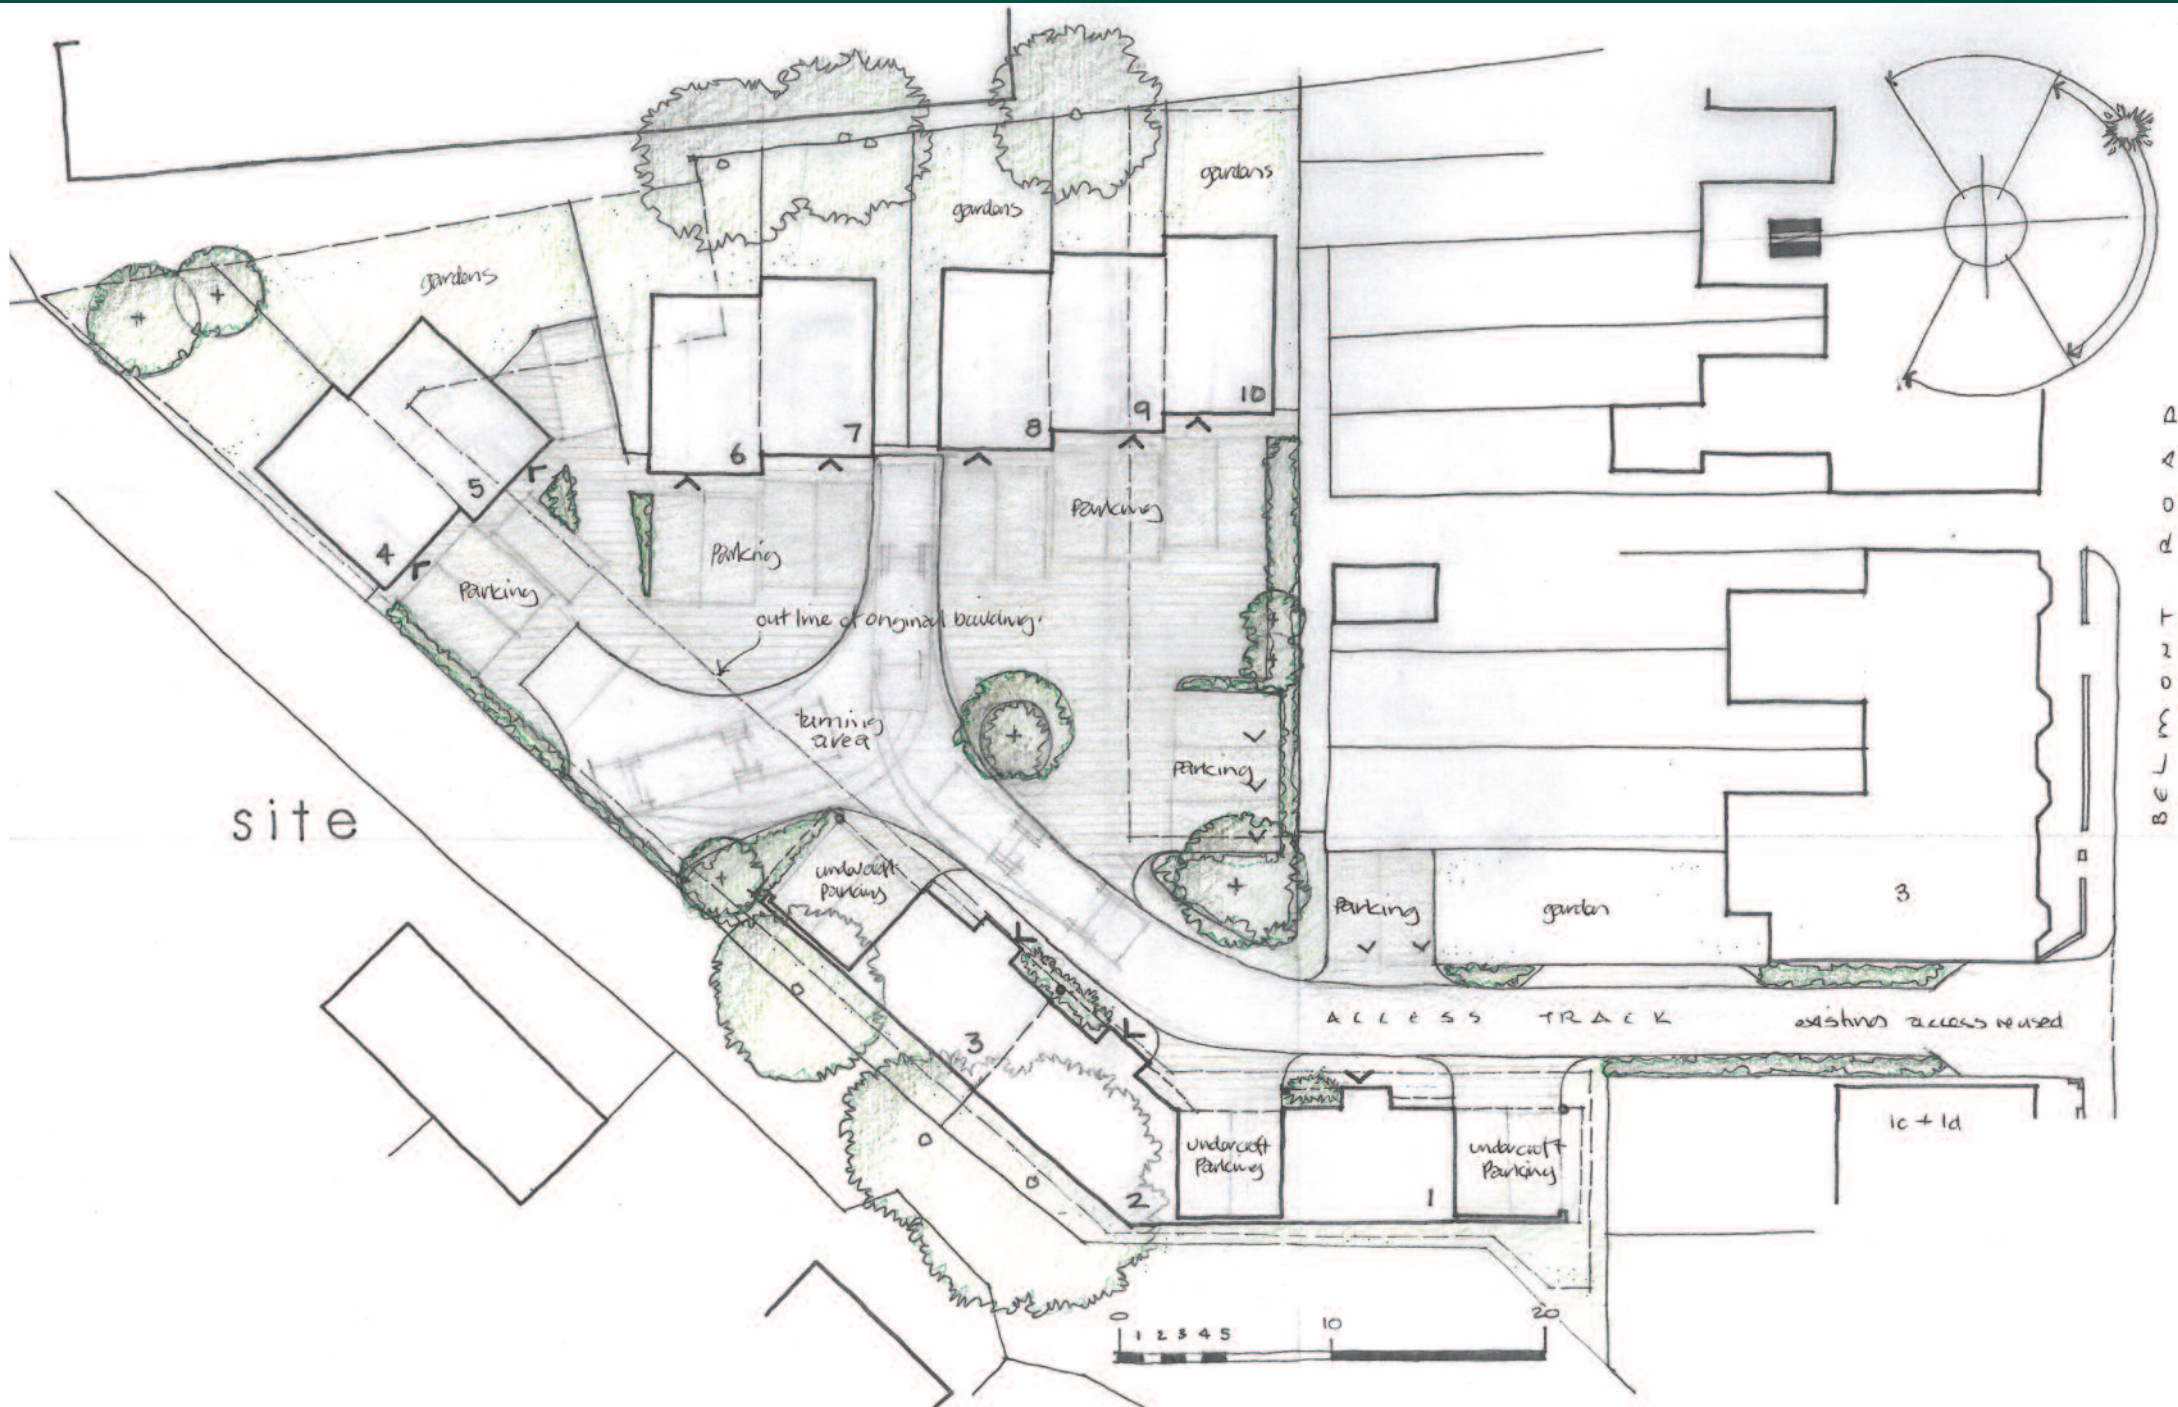 gardens
gardens
gardens
10
9
8
7
6
5
4
Parking
Parking
Parking
out line of original building.
turning
area
Parking
site
undercroft
parking
Parking
garden
3
BELMONT ROAD
ACCESS TRACK
existing access reused
3
2
undercroft
Parking
1
undercroft
Parking
1c + 1d
0 1 2 3 4 5 10 20